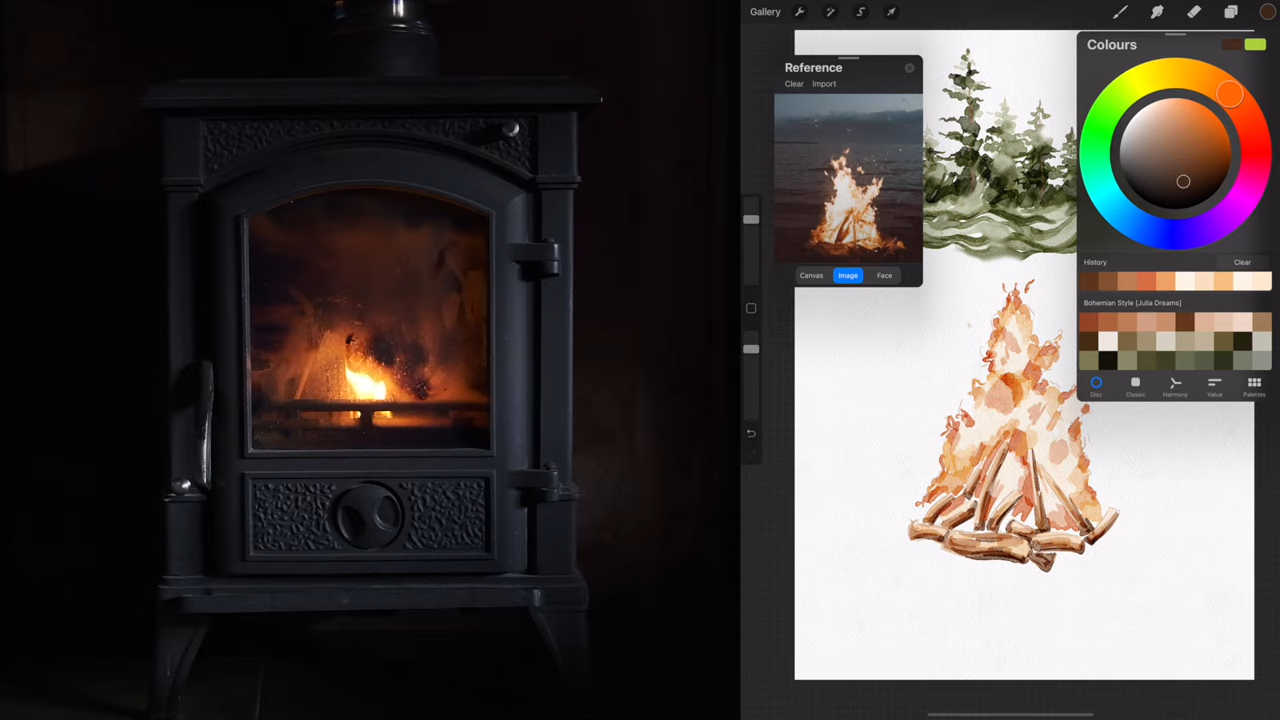 Gallery
Reference
Clear Import
Canvas Image Face
Colours
History Clear
Bohemian Style [Julia Dreams]
Disc Classic Harmony Value Palettes